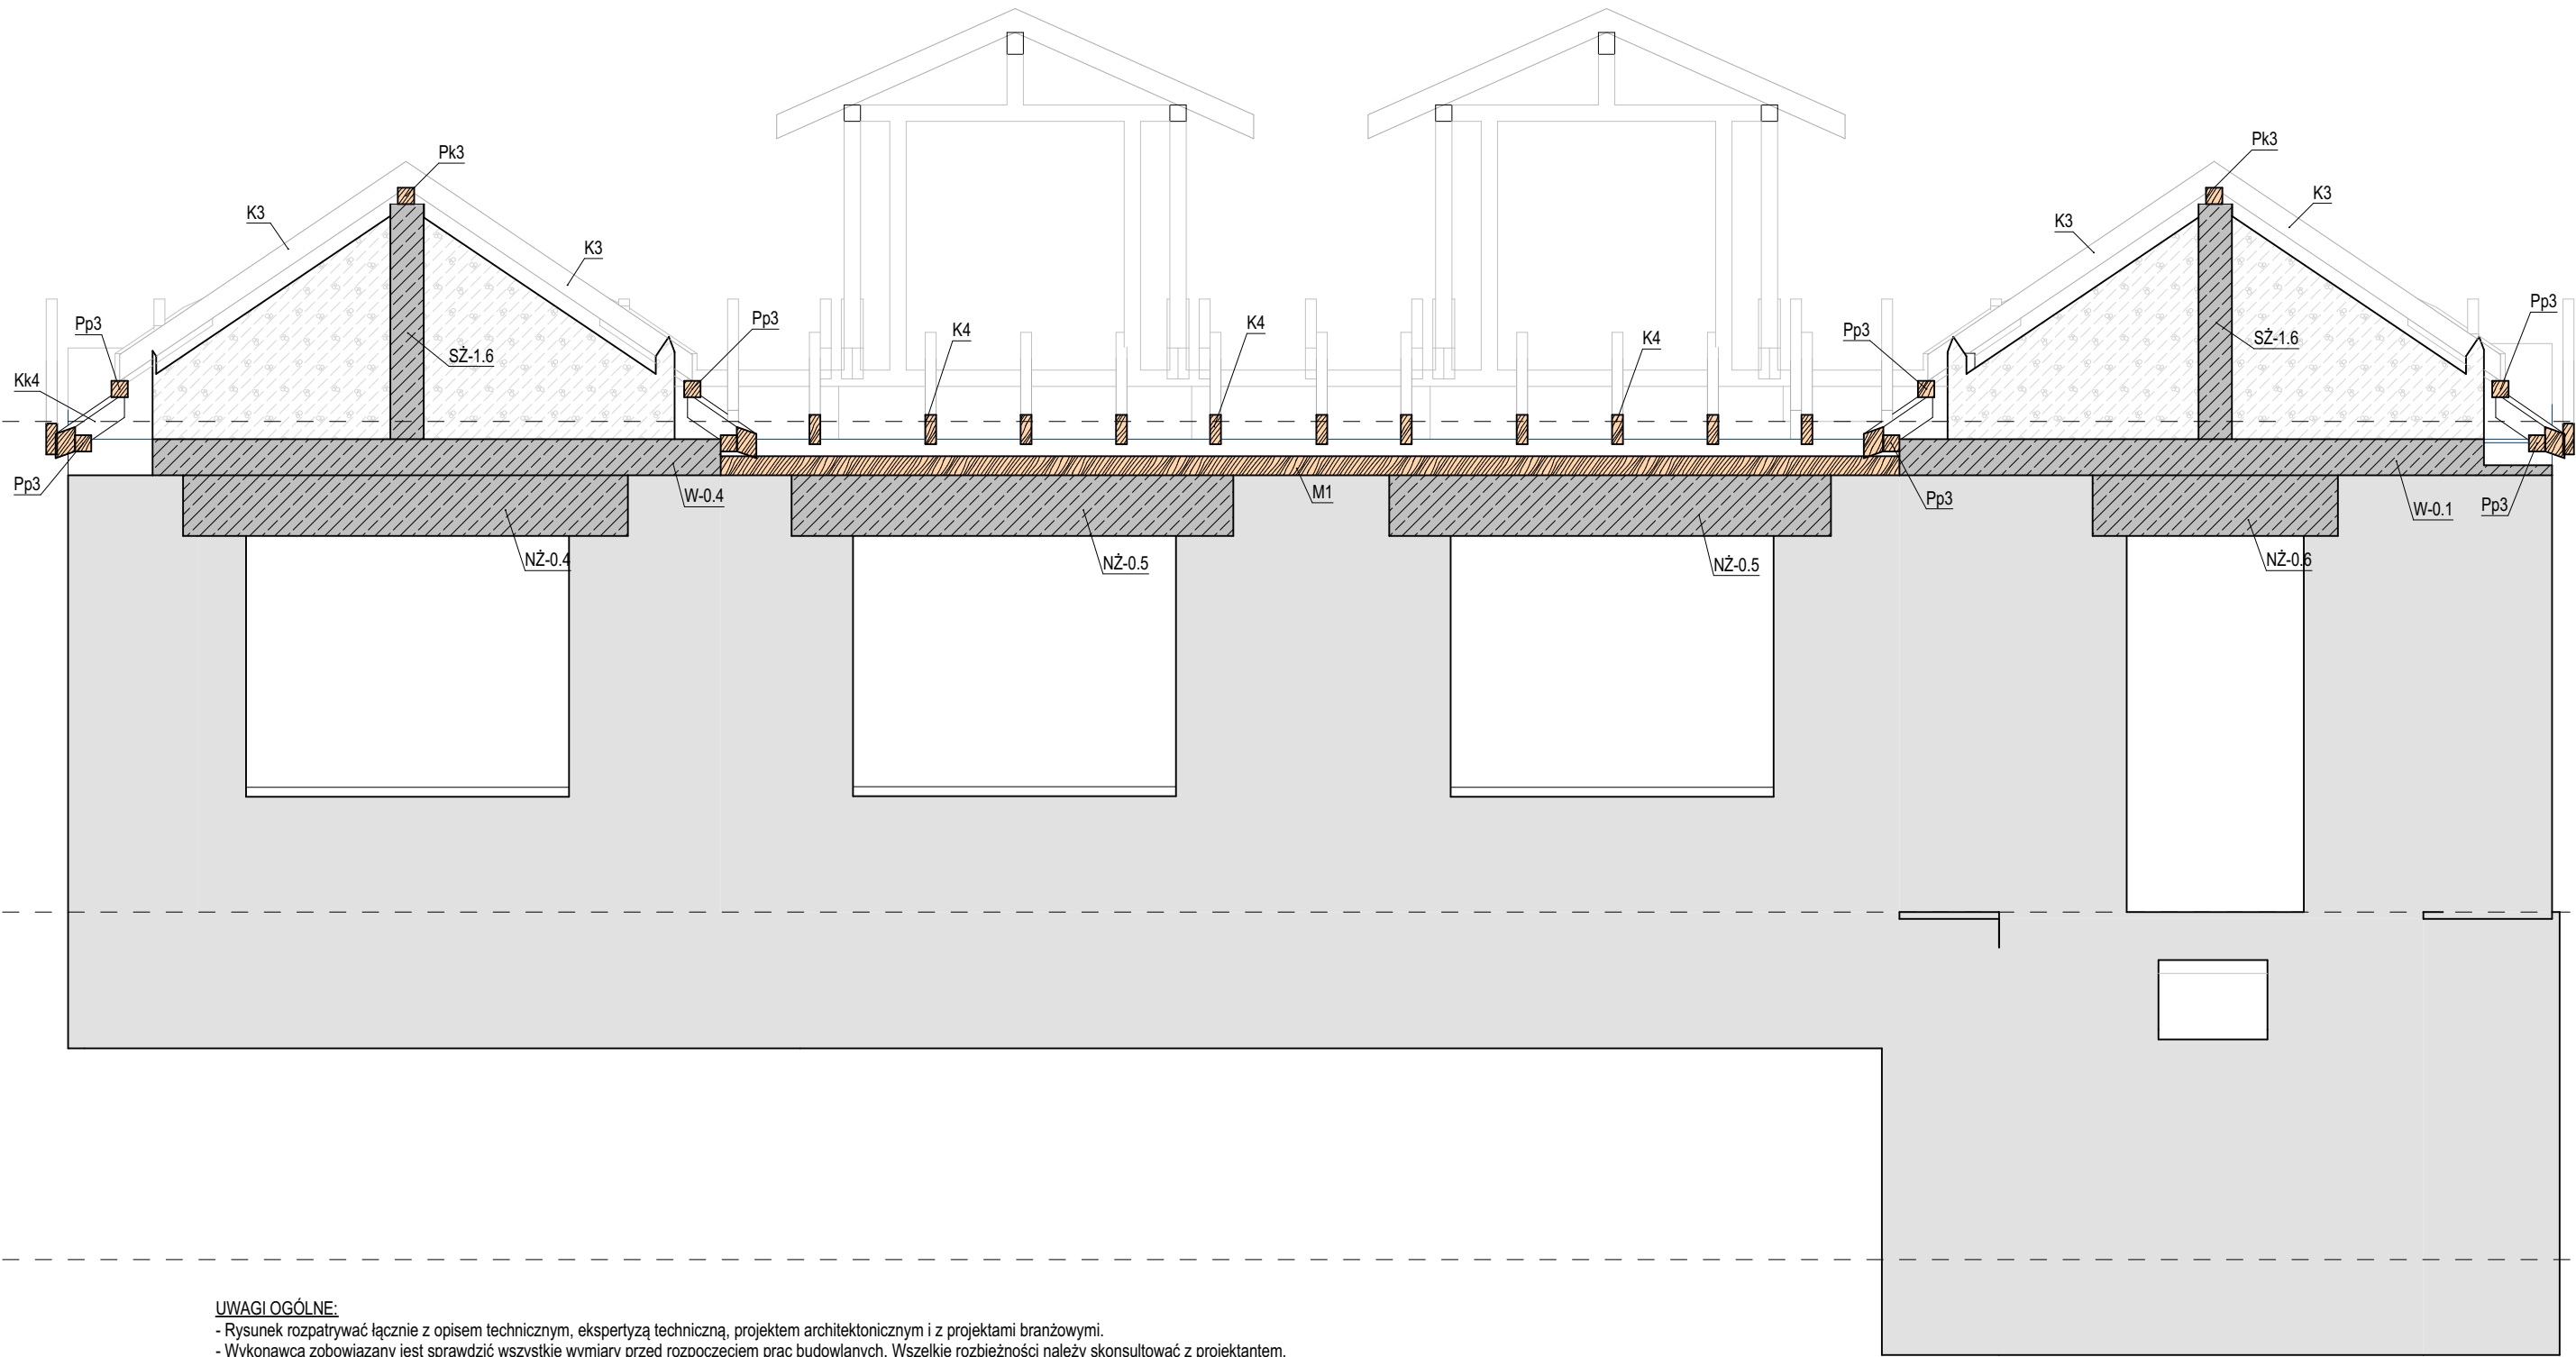 Pk3
Pk3
K3
K3
K3
K3
Pp3
Pp3
K4
K4
K4
Pp3
Pp3
SŻ-1.6
SŻ-1.6
Kk4
Pp3
W-0.4
M1
Pp3
W-0.1
Pp3
NŻ-0.4
NŻ-0.5
NŻ-0.5
NŻ-0.6
UWAGI OGÓLNE:
- Rysunek rozpatrywać łącznie z opisem technicznym, ekspertyzą techniczną, projektem architektonicznym i z projektami branżowymi.
- Wykonawca zobowiązany jest sprawdzić wszystkie wymiary przed rozpoczęciem prac budowlanych. Wszelkie rozbieżności należy skonsultować z projektantem.